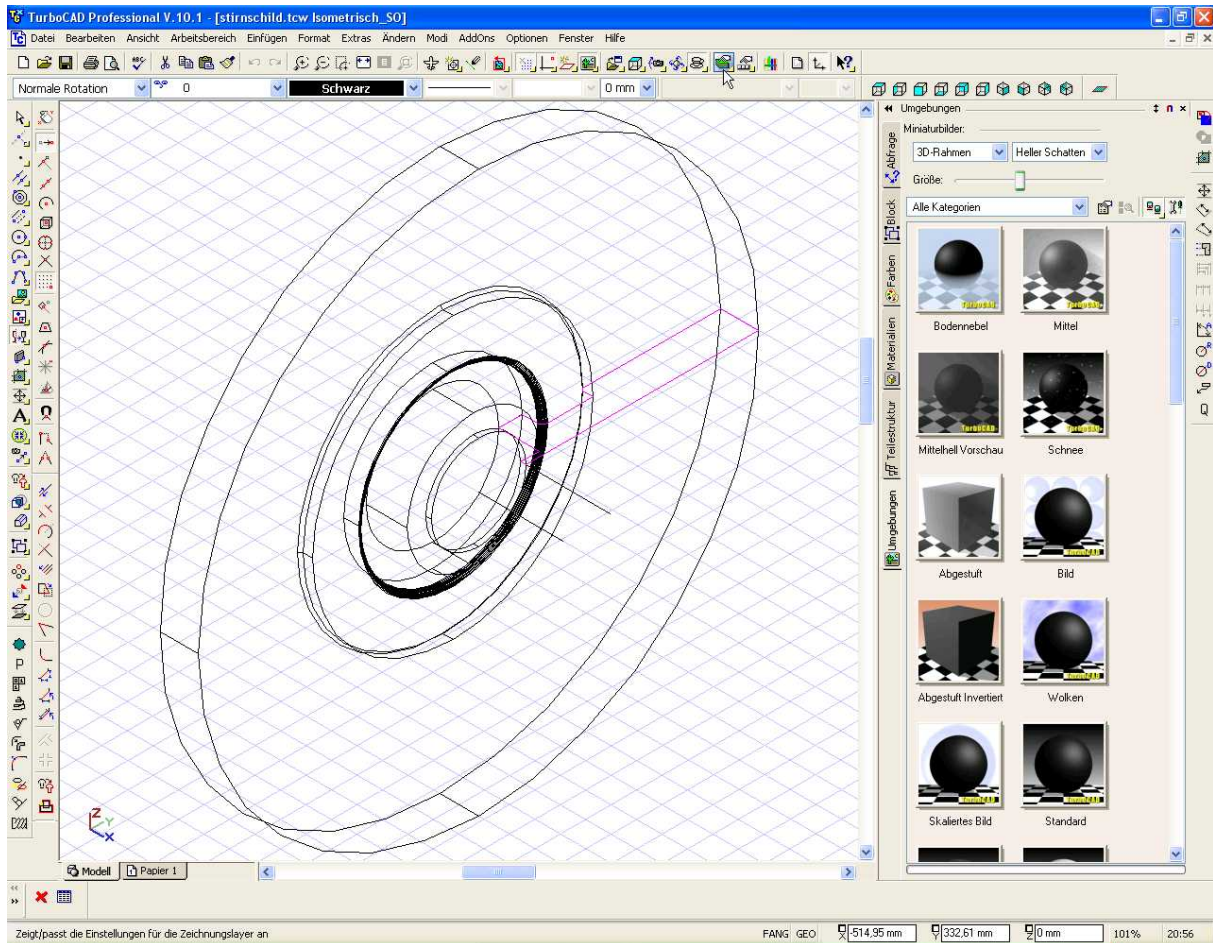 TurboCAD Professional V.10.1 - [stirnschild.tcw Isometrisch_SO]
Datei Bearbeiten Ansicht Arbeitsbereich Einfügen Format Extras Ändern Modi AddOns Optionen Fenster Hilfe
Normale Rotation 0 Schwarz 0 mm
Umgebungen
Miniaturbilder:
3D-Rahmen Heller Schatten
Größe:
Alle Kategorien
Abfrage
Block
Farben
Materialien
Teilestruktur
Umgebungen
Bodennebel Mittel
Mittelhell Vorschau Schnee
Abgestuft Bild
Abgestuft Invertiert Wolken
Skaliertes Bild Standard
Z
Y
X
Modell Papier 1
Zeigt/passt die Einstellungen für die Zeichnungslayer an FANG GEO X -514,95 mm Y 332,61 mm Z 0 mm 101% 20:56